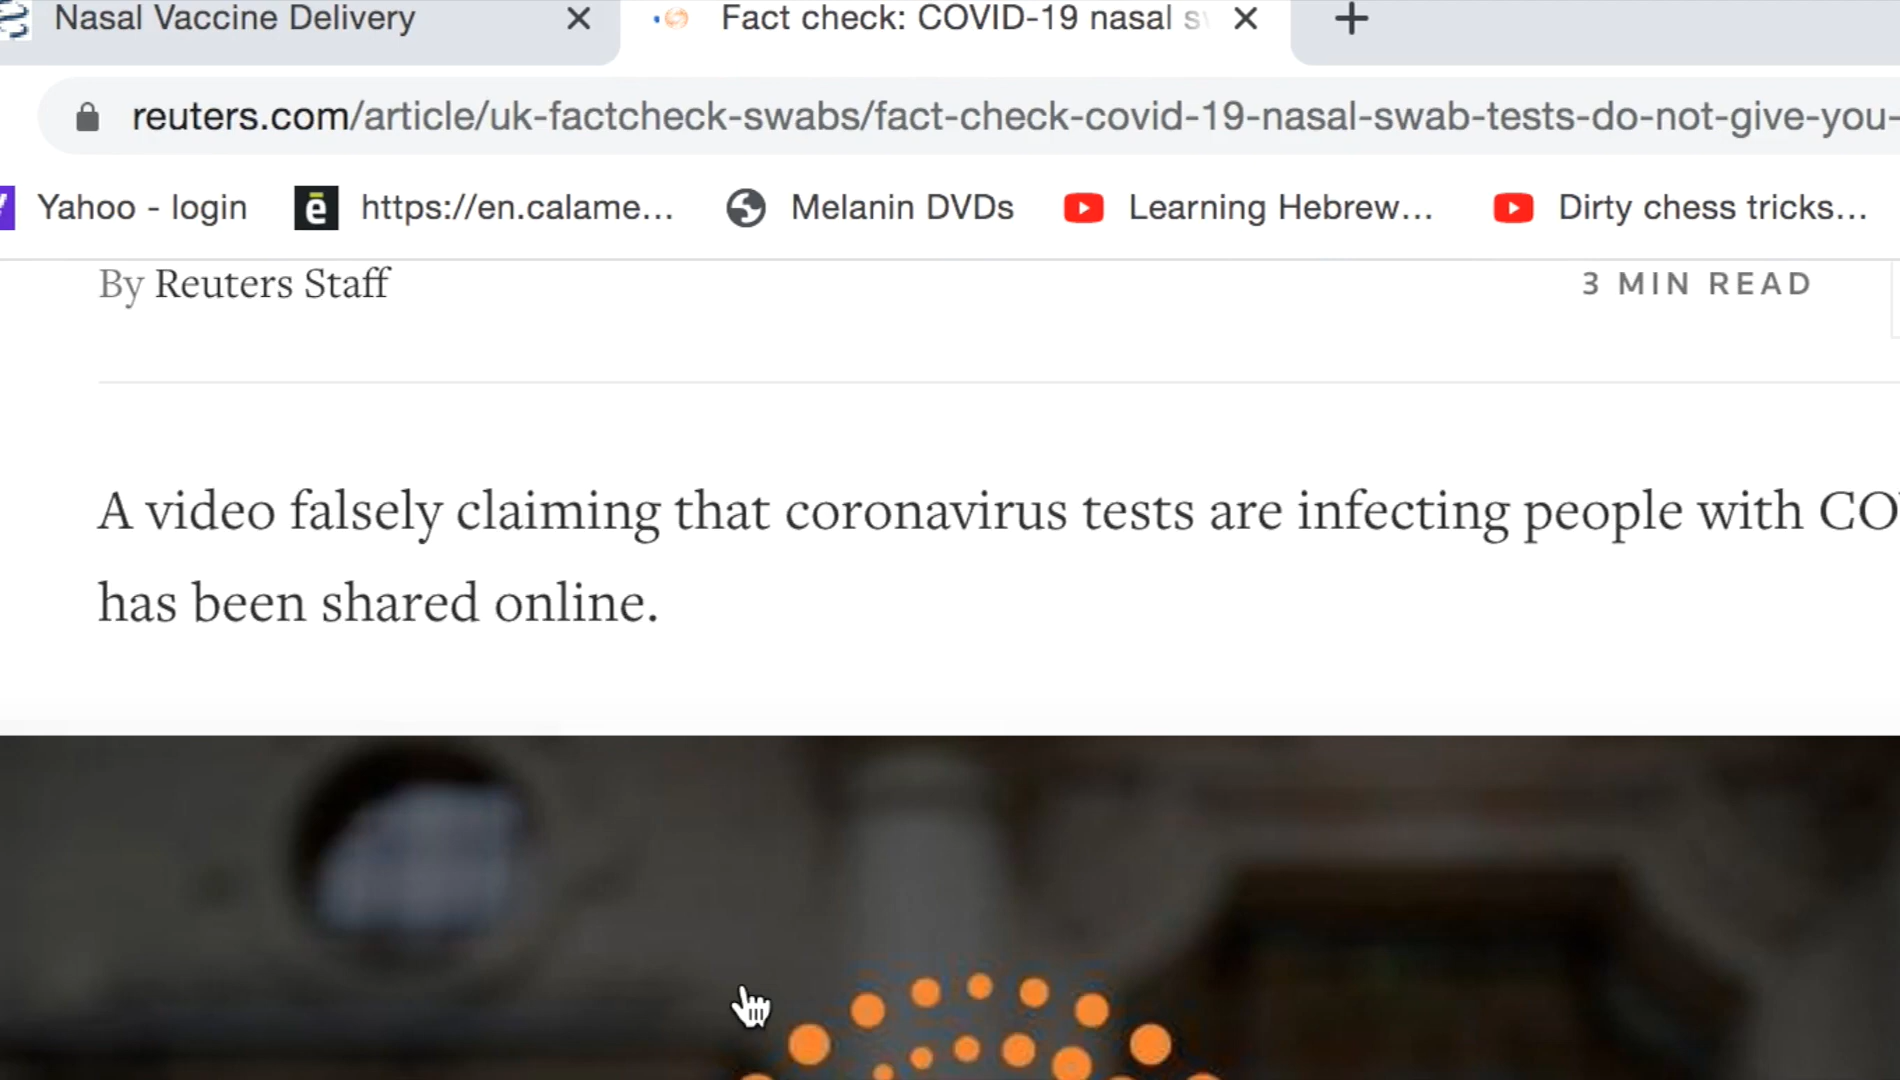 Nasal Vaccine Delivery
Fact check: COVID-19 nasal
reuters.com/article/uk-factcheck-swabs/fact-check-covid-19-nasal-swab-tests-do-not-give-you-
Yahoo - login
https://en.calame...
Melanin DVDs
Learning Hebrew...
Dirty chess tricks...
By Reuters Staff
3 MIN READ
A video falsely claiming that coronavirus tests are infecting people with CO
has been shared online.